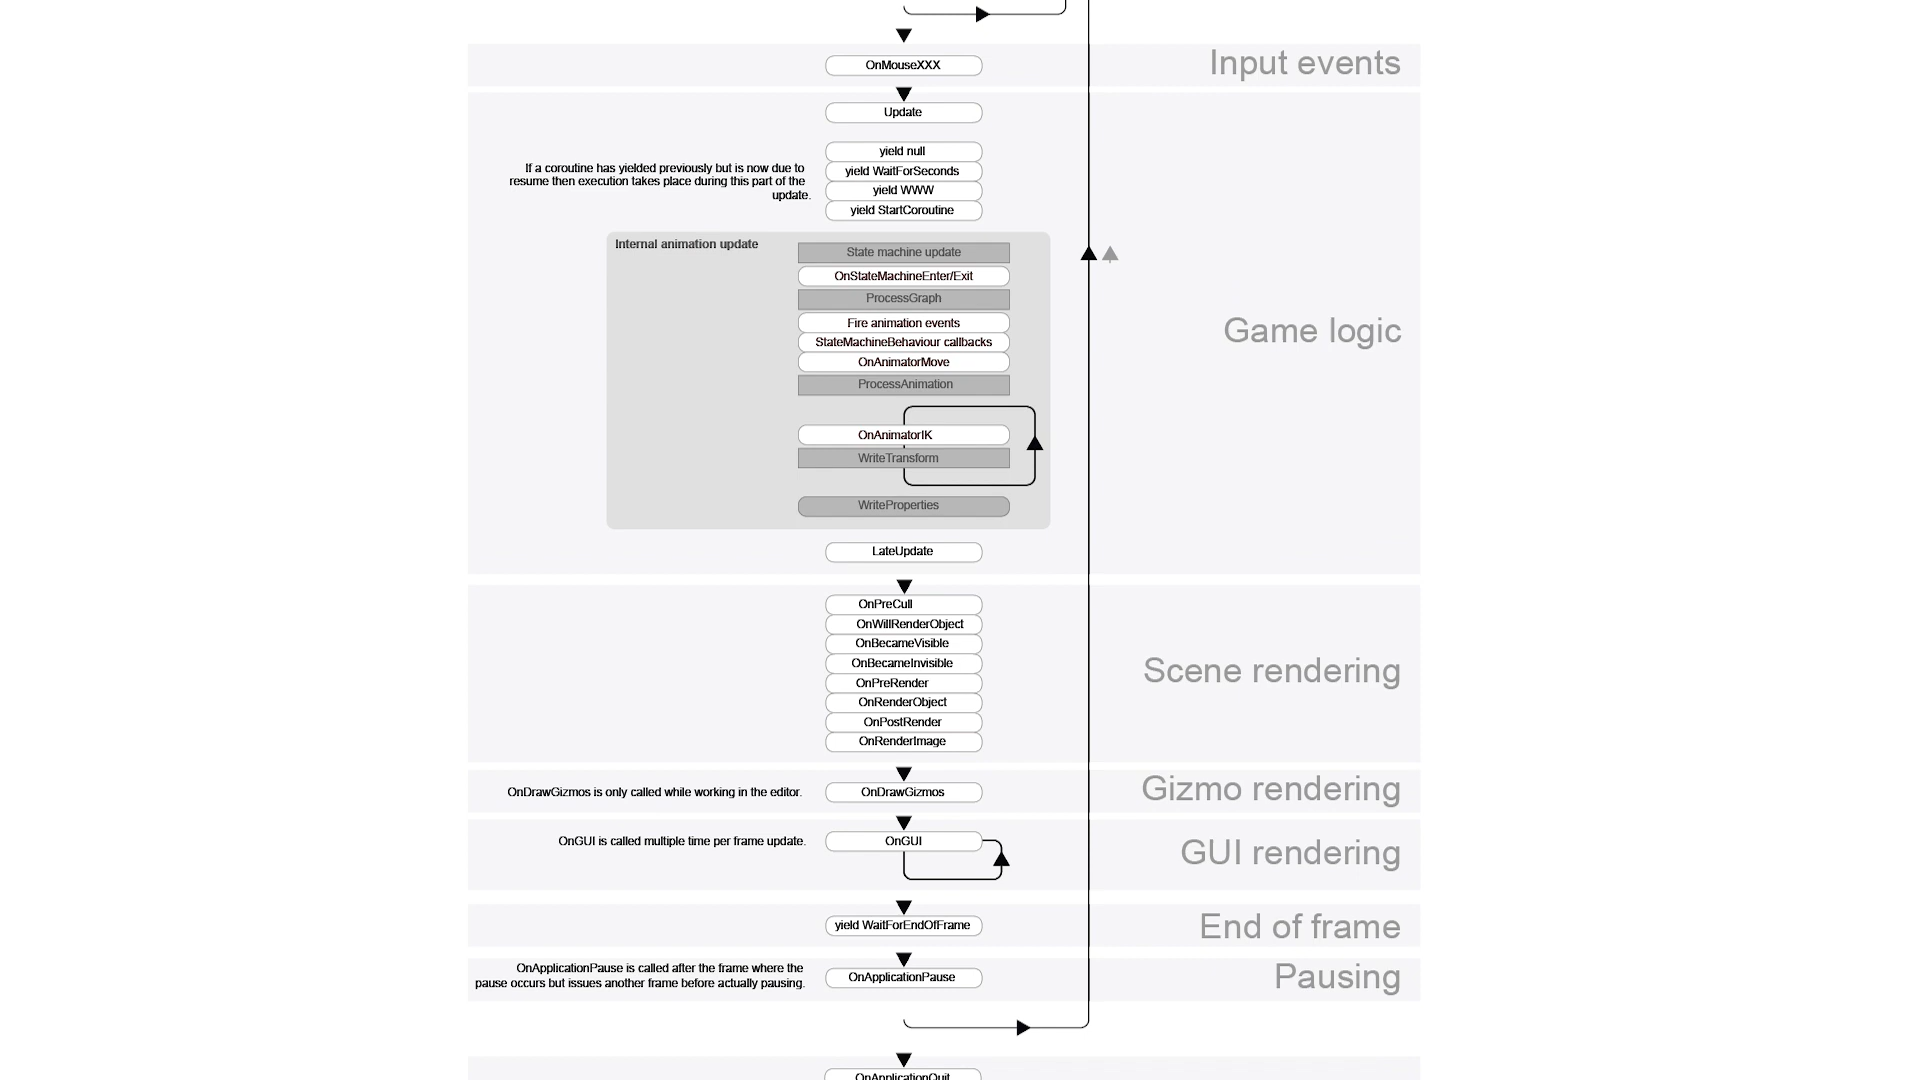 OnMouseXXX
Input events
Update
yield null
If a coroutine has yielded previously but is now due to
resume then execution takes place during this part of the
update.
yield WaitForSeconds
yield WWW
yield StartCoroutine
Internal animation update
State machine update
OnStateMachineEnter/Exit
ProcessGraph
Fire animation events
Game logic
StateMachineBehaviour callbacks
OnAnimatorMove
ProcessAnimation
OnAnimatorIK
WriteTransform
WriteProperties
LateUpdate
OnPreCull
OnWillRenderObject
OnBecameVisible
OnBecameInvisible
Scene rendering
OnPreRender
OnRenderObject
OnPostRender
OnRenderImage
OnDrawGizmos is only called while working in the editor.
OnDrawGizmos
Gizmo rendering
OnGUI is called multiple time per frame update.
OnGUI
GUI rendering
yield WaitForEndOfFrame
End of frame
OnApplicationPause is called after the frame where the
pause occurs but issues another frame before actually pausing.
OnApplicationPause
Pausing
OnApplicationQuit